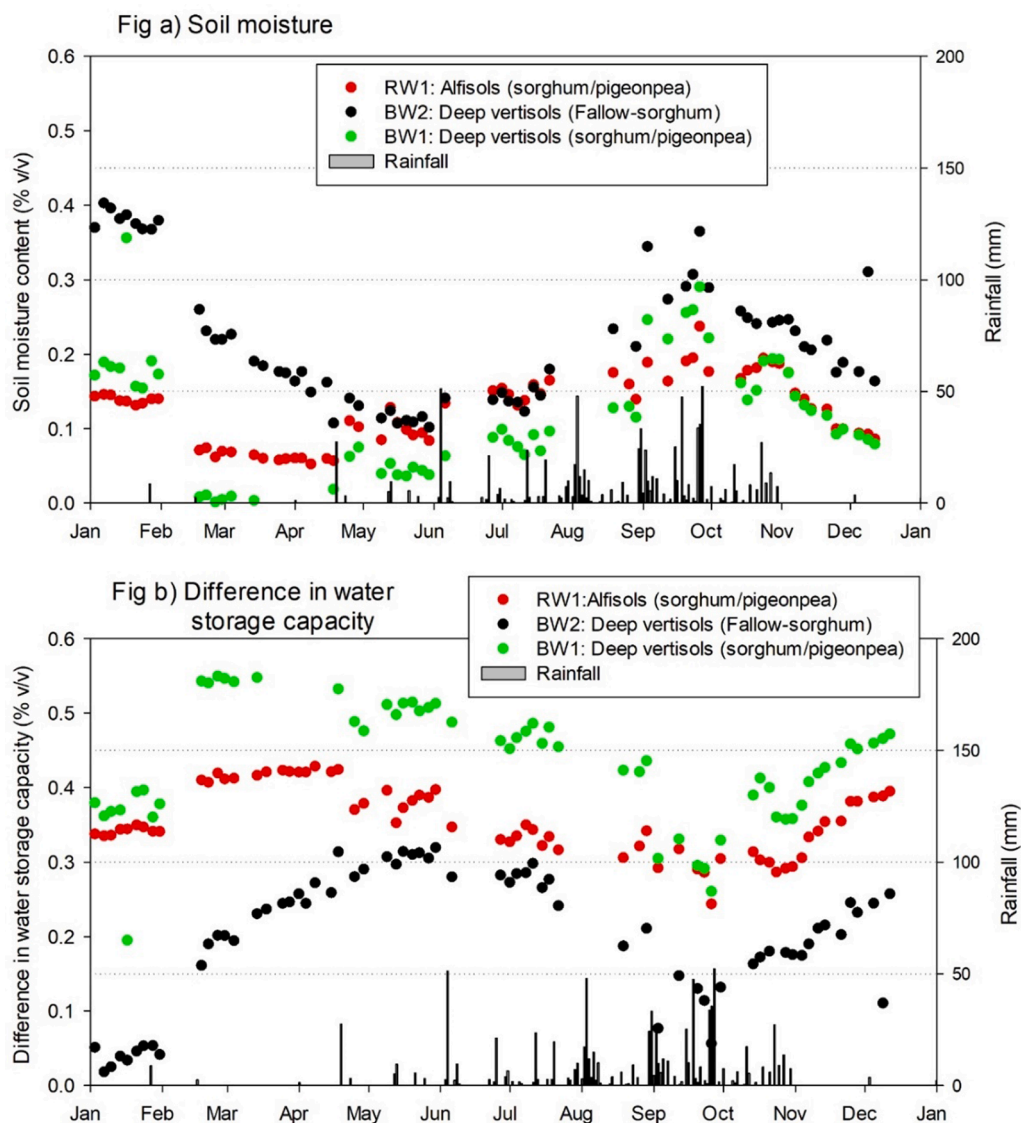 Fig a) Soil moisture
0.6
0.5
0.4
0.3
0.2
0.1
0.0
Soil moisture content (% v/v)
RW1: Alfisols (sorghum/pigeonpea)
BW2: Deep vertisols (Fallow-sorghum)
BW1: Deep vertisols (sorghum/pigeonpea)
Rainfall
200
150
100
50
0
Rainfall (mm)
Jan Feb Mar Apr May Jun Jul Aug Sep Oct Nov Dec Jan
Fig b) Difference in water
storage capacity
0.6
0.5
0.4
0.3
0.2
0.1
0.0
Difference in water storage capacity (% v/v)
RW1:Alfisols (sorghum/pigeonpea)
BW2: Deep vertisols (Fallow-sorghum)
BW1: Deep vertisols (sorghum/pigeonpea)
Rainfall
200
150
100
50
0
Rainfall (mm)
Jan Feb Mar Apr May Jun Jul Aug Sep Oct Nov Dec Jan